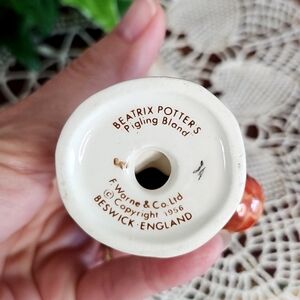 BEATRIX POTTER'S
Pigling Bland
F. Warne & Co. Ltd
© Copyright 1956
BESWICK · ENGLAND